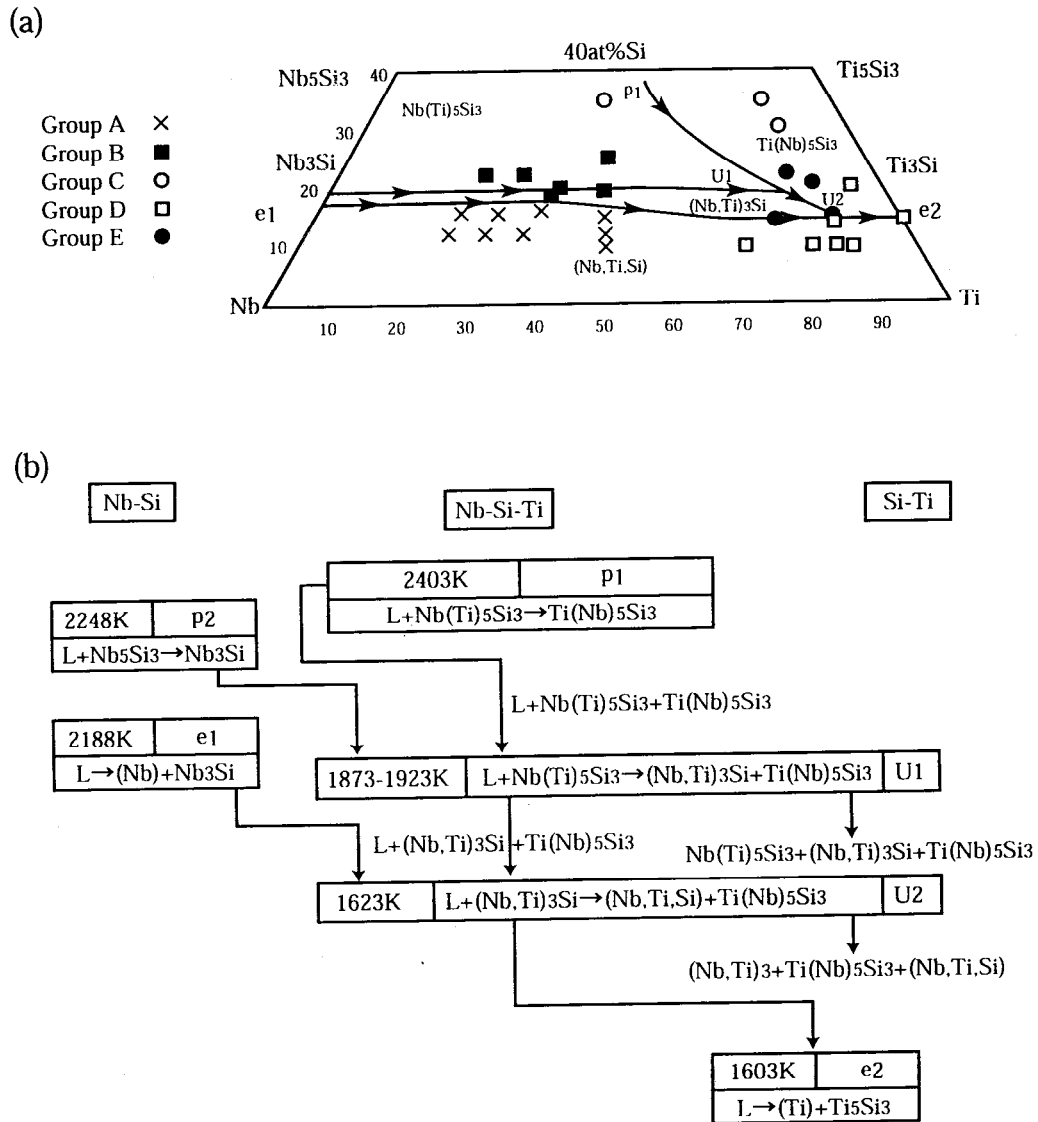 (a)
40at%Si
Nb5Si3
40
Ti5Si3
p1
Nb(Ti)5Si3
Group A
Group B
Group C
Group D
Group E
30
Nb3Si
Ti(Nb)5Si3
Ti3Si
20
U1
e1
(Nb,Ti)3Si
U2
e2
10
(Nb,Ti,Si)
Nb
Ti
10 20 30 40 50 60 70 80 90
(b)
Nb-Si
Nb-Si-Ti
Si-Ti
2403K p1
L+Nb(Ti)5Si3→Ti(Nb)5Si3
2248K p2
L+Nb5Si3→Nb3Si
L+Nb(Ti)5Si3+Ti(Nb)5Si3
2188K e1
L→(Nb)+Nb3Si
1873-1923K L+Nb(Ti)5Si3→(Nb,Ti)3Si+Ti(Nb)5Si3 U1
L+(Nb,Ti)3Si+Ti(Nb)5Si3
Nb(Ti)5Si3+(Nb,Ti)3Si+Ti(Nb)5Si3
1623K L+(Nb,Ti)3Si→(Nb,Ti,Si)+Ti(Nb)5Si3 U2
(Nb,Ti)3+Ti(Nb)5Si3+(Nb,Ti,Si)
1603K e2
L→(Ti)+Ti5Si3